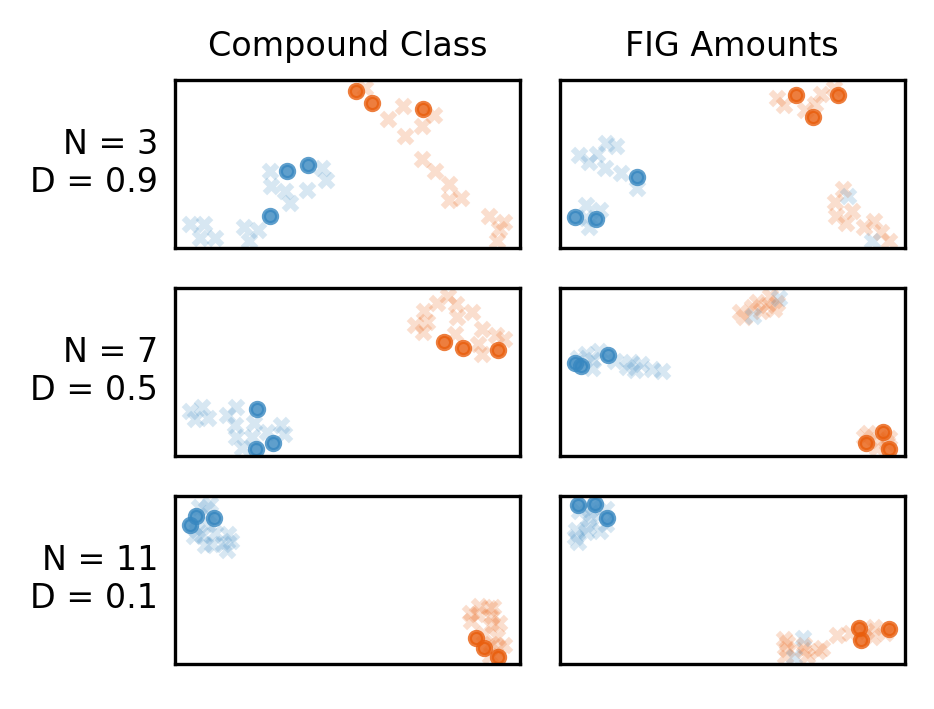 Compound Class
FIG Amounts
N = 3
D = 0.9
N = 7
D = 0.5
N = 11
D = 0.1